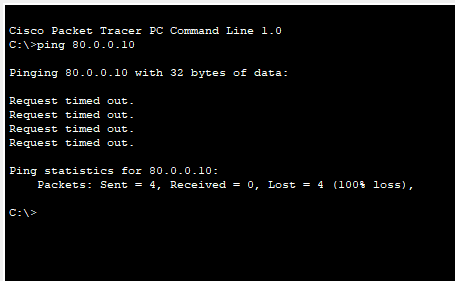 Cisco Packet Tracer PC Command Line 1.0
C:\>ping 80.0.0.10
Pinging 80.0.0.10 with 32 bytes of data:
Request timed out.
Request timed out.
Request timed out.
Request timed out.
Ping statistics for 80.0.0.10:
    Packets: Sent = 4, Received = 0, Lost = 4 (100% loss),
C:\>